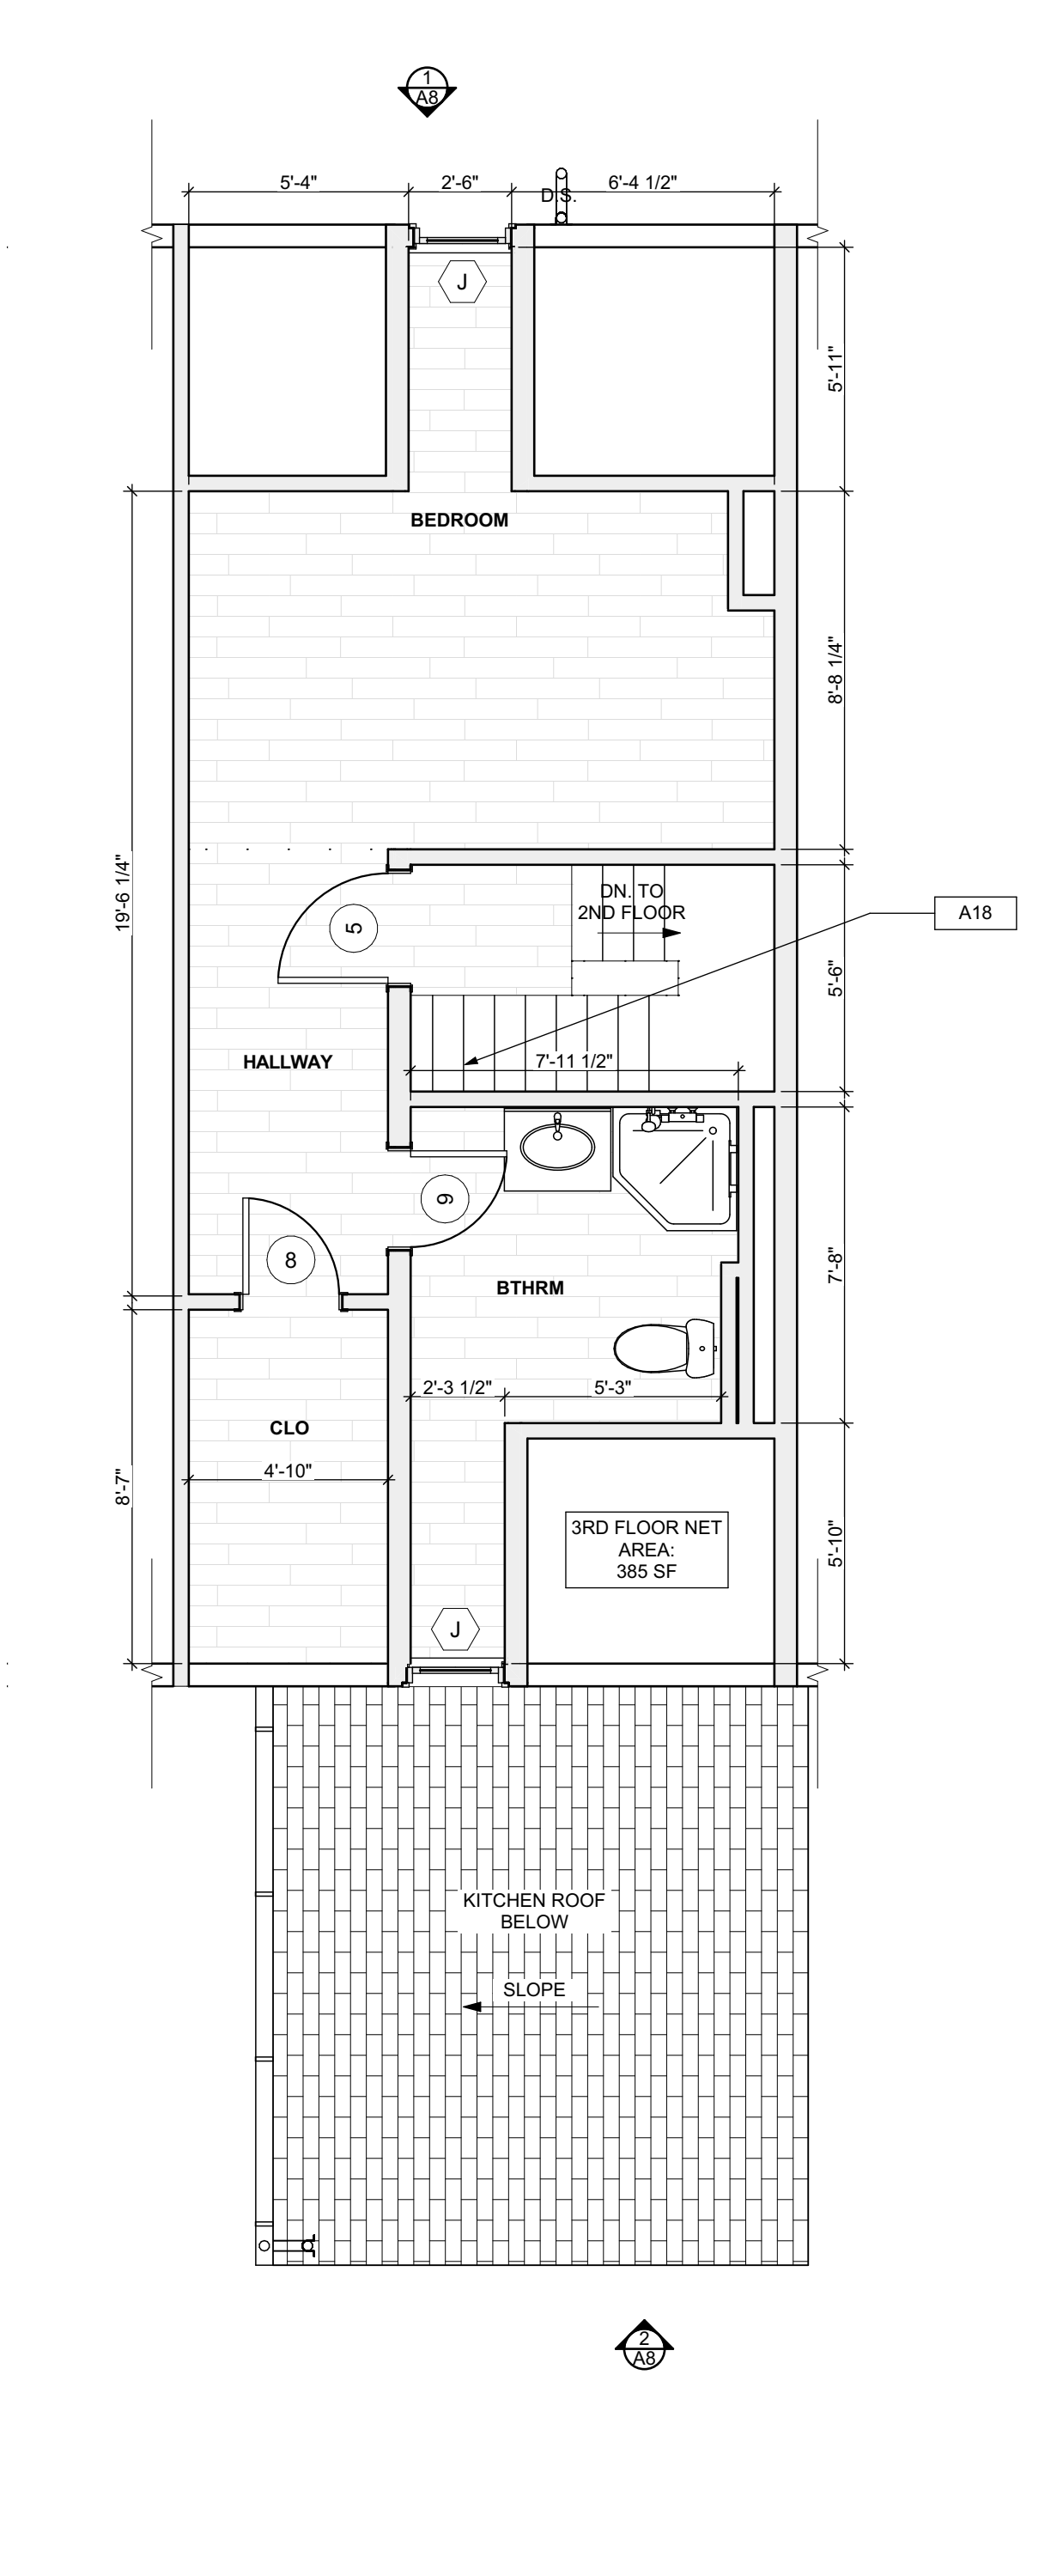 1
A8
5'-4"
2'-6"
6'-4 1/2"
D.S.
J
5'-11"
BEDROOM
8'-8 1/4"
19'-6 1/4"
DN. TO
2ND FLOOR
A18
5
5'-6"
HALLWAY
7'-11 1/2"
9
8
BTHRM
7'-8"
2'-3 1/2"
5'-3"
CLO
4'-10"
8'-7"
3RD FLOOR NET
AREA:
385 SF
5'-10"
J
KITCHEN ROOF
BELOW
SLOPE
2
A8